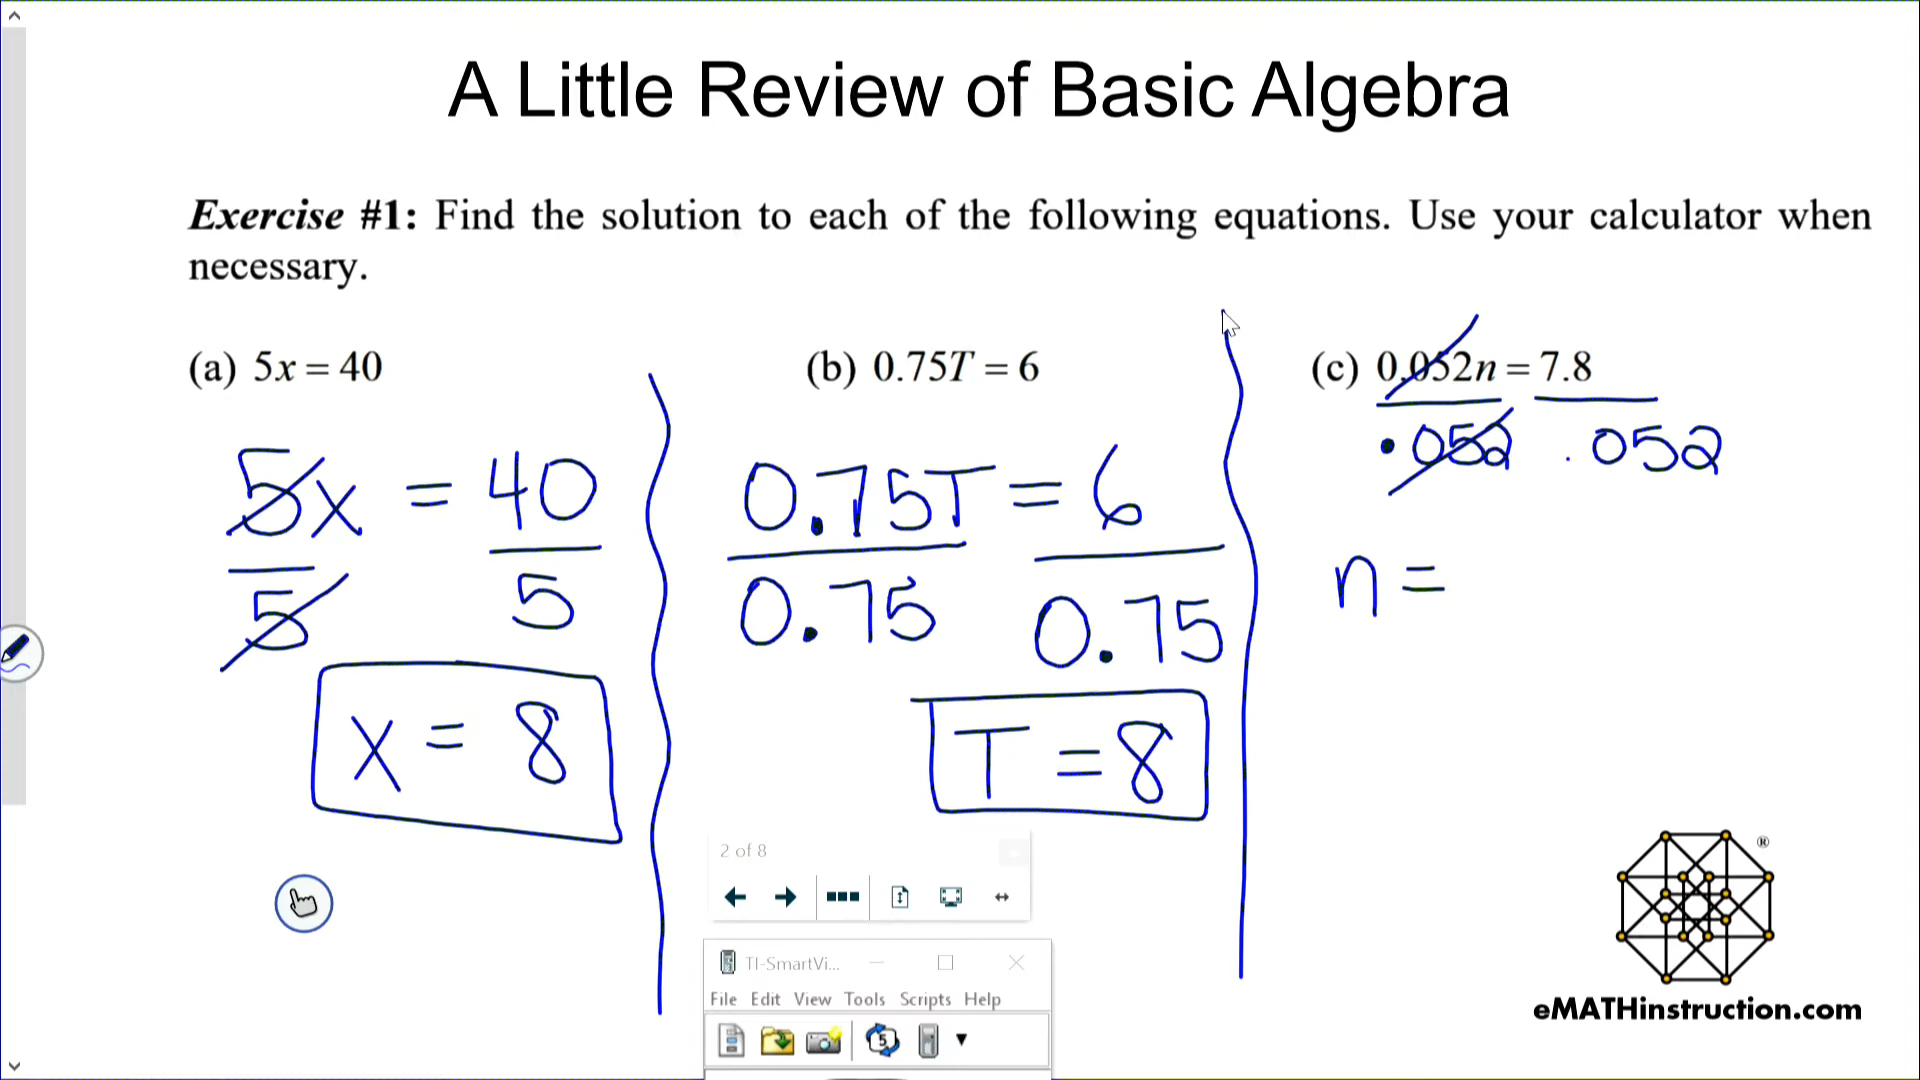 A Little Review of Basic Algebra
Exercise #1: Find the solution to each of the following equations. Use your calculator when
necessary.
(a) 5x = 40
5x = 40
5 5
x = 8
(b) 0.75T = 6
0.75T = 6
0.75 0.75
T = 8
(c) 0.052n = 7.8
.052 .052
n =
2 of 8
TI-SmartVi...
File Edit View Tools Scripts Help
5
®
eMATHinstruction.com